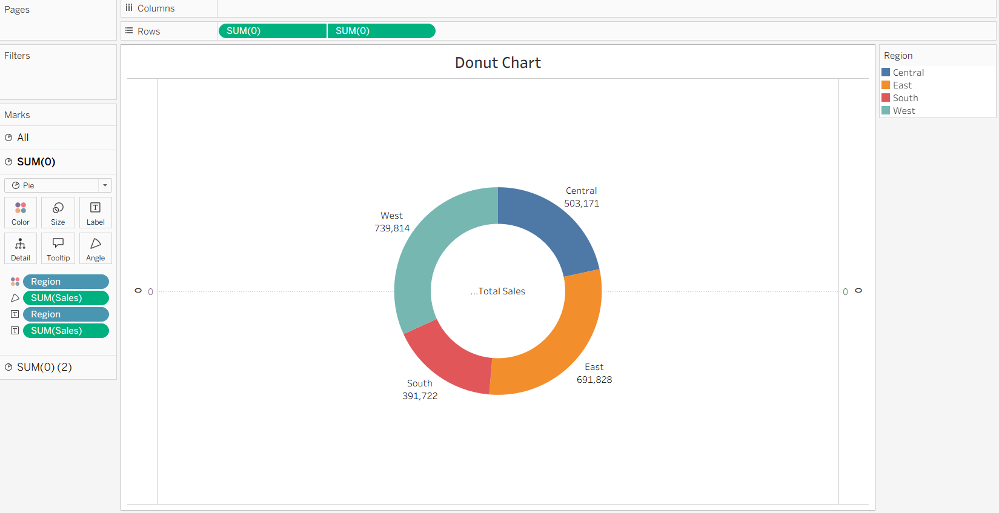 Pages
Columns
Rows
SUM(0)
SUM(0)
Filters
Marks
All
SUM(0)
Pie
Color
Size
Label
Detail
Tooltip
Angle
Region
SUM(Sales)
Region
SUM(Sales)
SUM(0) (2)
Donut Chart
Central
503,171
West
739,814
0
0
...Total Sales
0
0
East
691,828
South
391,722
Region
Central
East
South
West